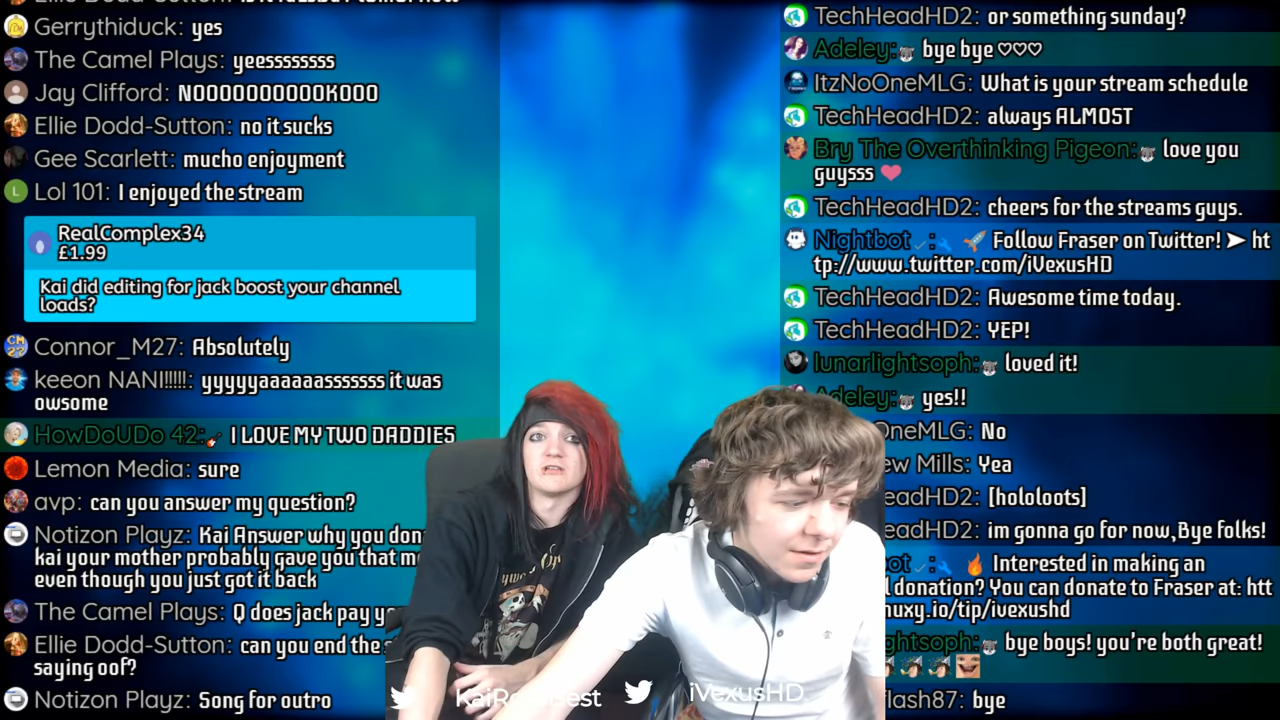 Gerrythiduck: yes
The Camel Plays: yeessssssss
Jay Clifford: NOOOOOOOOOOKOOO
Ellie Dodd-Sutton: no it sucks
Gee Scarlett: mucho enjoyment
L Lol 101: I enjoyed the stream
RealComplex34
£1.99
Kai did editing for jack boost your channel
loads?
Connor_M27: Absolutely
keeon NANI!!!!!: yyyyyaaaaaasssssss it was
owsome
HowDoUDo 42: I LOVE MY TWO DADDIES
Lemon Media: sure
avp: can you answer my question?
Notizon Playz: Kai Answer why you don
kai your mother probably gave you that m
even though you just got it back
The Camel Plays: Q does jack pay y
Ellie Dodd-Sutton: can you end the
saying oof?
Notizon Playz: Song for outro
TechHeadHD2: or something sunday?
Adeley: bye bye ♡♡♡
ItzNoOneMLG: What is your stream schedule
TechHeadHD2: always ALMOST
Bry The Overthinking Pigeon: love you
guysss ❤
TechHeadHD2: cheers for the streams guys.
Nightbot ✓: 🚀 Follow Fraser on Twitter! ➤ ht
tp://www.twitter.com/iVexusHD
TechHeadHD2: Awesome time today.
TechHeadHD2: YEP!
lunarlightsoph: loved it!
Adeley: yes!!
OneMLG: No
ew Mills: Yea
eadHD2: [hololoots]
eadHD2: im gonna go for now,Bye folks!
ot ✓: 🔥 Interested in making an
l donation? You can donate to Fraser at: htt
uxy.io/tip/ivexushd
ghtsoph: bye boys! you're both great!
flash87: bye
iVexusHD